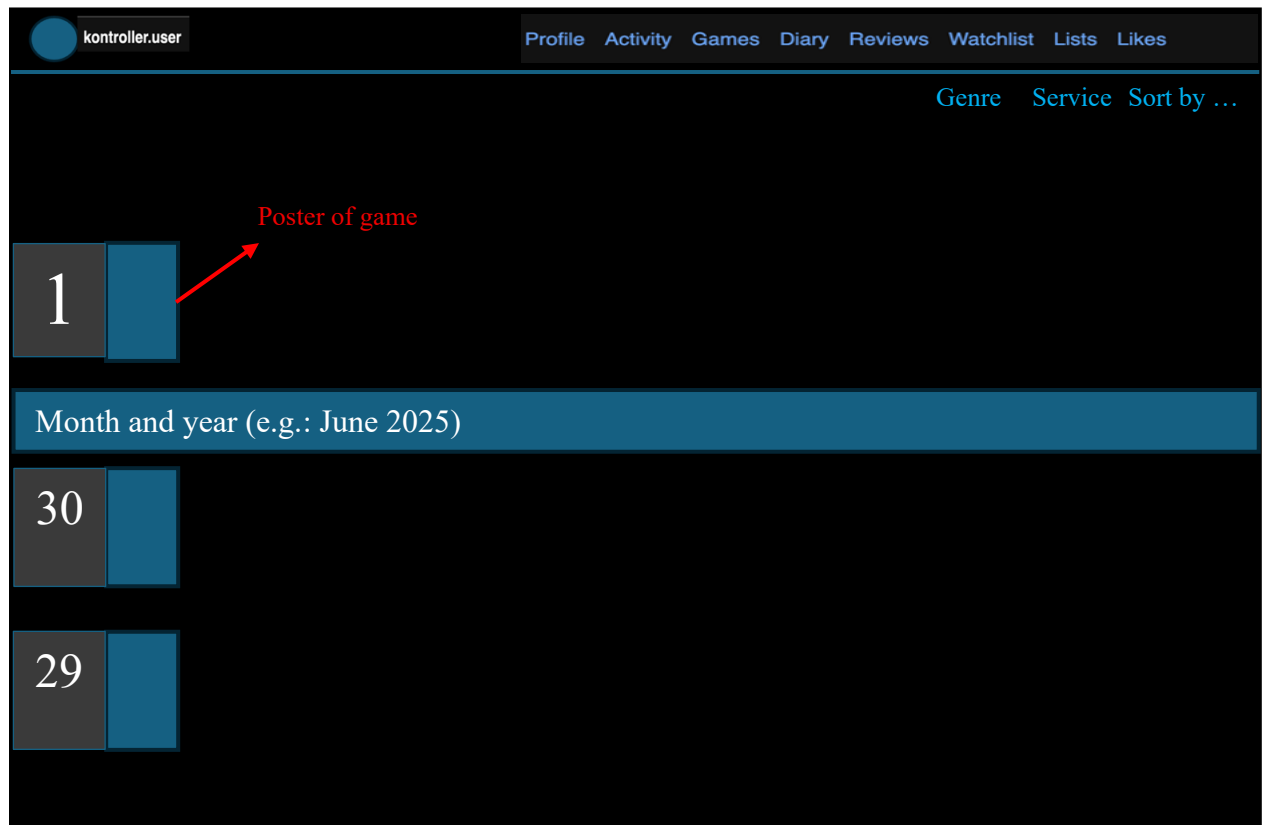 kontroller.user
Profile Activity Games Diary Reviews Watchlist Lists Likes
Genre Service Sort by …
Poster of game
1
Month and year (e.g.: June 2025)
30
29